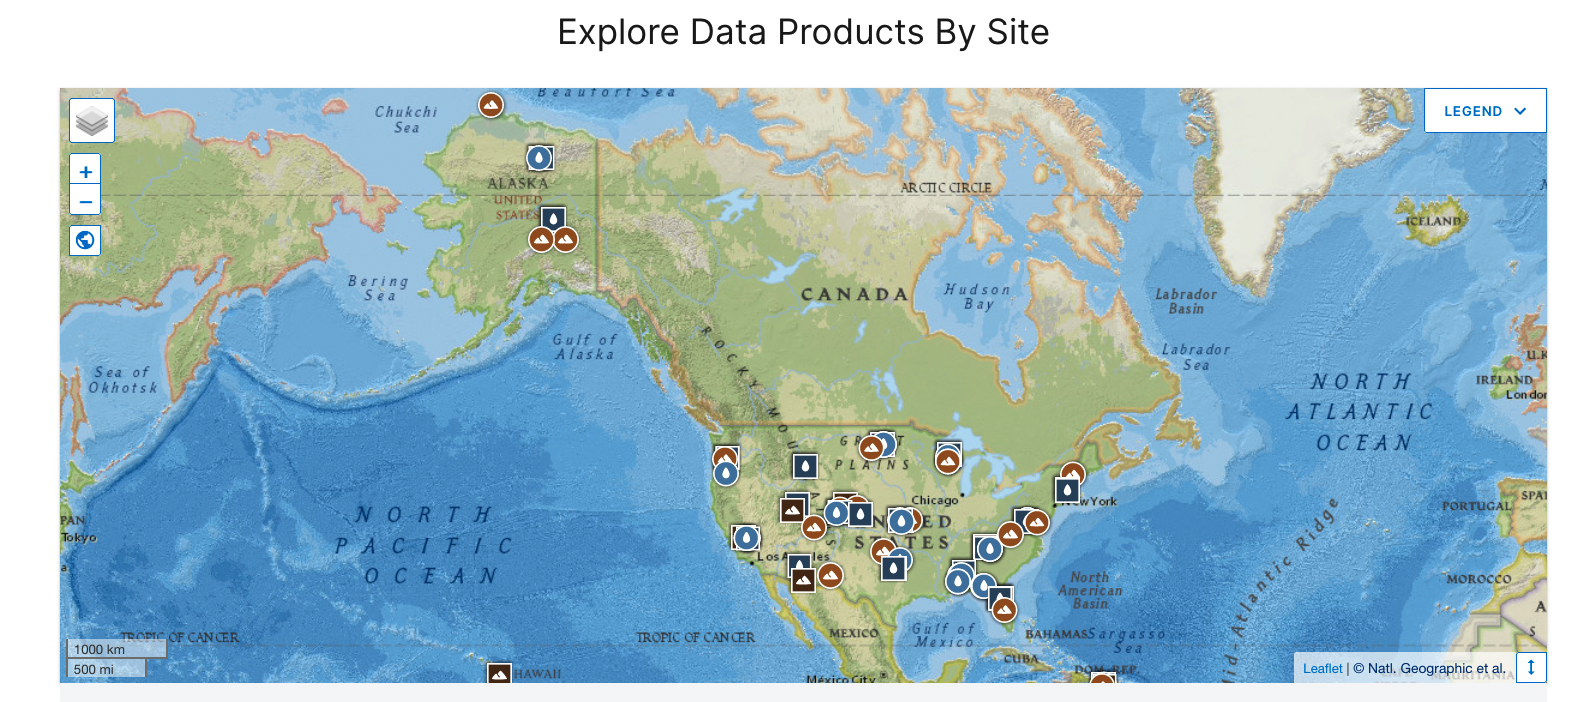 Explore Data Products By Site
Beaufort Sea
Chukchi
Sea
LEGEND
+
−
ALASKA
UNITED
STATES
ARCTIC CIRCLE
ICELAND
Bering
Sea
CANADA
Hudson
Bay
Labrador
Basin
Gulf of
Alaska
ROCKY MOU
Labrador
Sea
Sea of
Okhotsk
NORTH
ATLANTIC
OCEAN
U.K
IRELAND
London
GREAT
PLAINS
Chicago
New York
PORTUGAL
SPA
NORTH
PACIFIC
OCEAN
PAN
Tokyo
UNITED
STATES
Los Angeles
North
American
Basin
Mid-Atlantic Ridge
MOROCCO
TROPIC OF CANCER
TROPIC OF CANCER
MEXICO
Gulf of
Mexico
BAHAMAS
Sargasso
Sea
CUBA
DOM. REP.
México City
HAWAII
MAURITANIA
1000 km
500 mi
Leaflet | © Natl. Geographic et al.